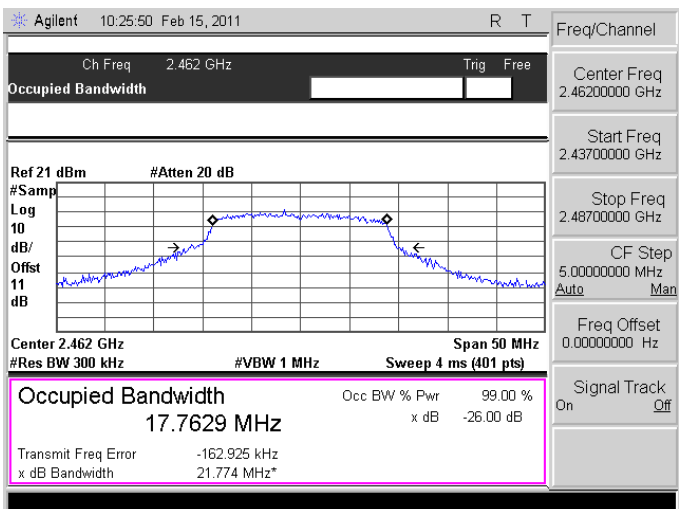 Agilent 10:25:50 Feb 15, 2011 R T
Ch Freq 2.462 GHz Trig Free
Occupied Bandwidth
Ref 21 dBm #Atten 20 dB
#Samp
Log
10
dB/
Offst
11
dB
Center 2.462 GHz Span 50 MHz
#Res BW 300 kHz #VBW 1 MHz Sweep 4 ms (401 pts)
Occupied Bandwidth Occ BW % Pwr 99.00 %
17.7629 MHz x dB -26.00 dB
Transmit Freq Error -162.925 kHz
x dB Bandwidth 21.774 MHz*
Freq/Channel
Center Freq
2.46200000 GHz
Start Freq
2.43700000 GHz
Stop Freq
2.48700000 GHz
CF Step
5.00000000 MHz
Auto Man
Freq Offset
0.00000000 Hz
Signal Track
On Off